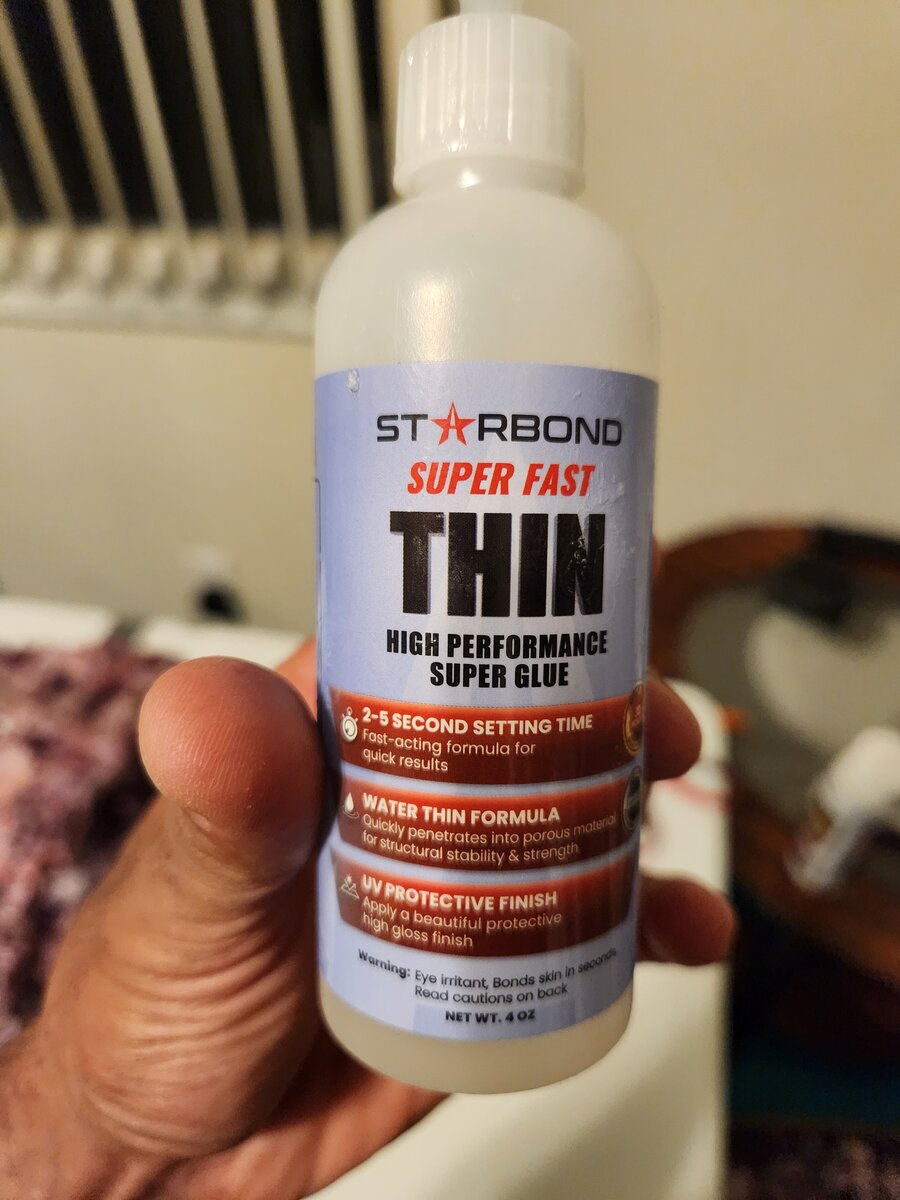 STARBOND
SUPER FAST
THIN
HIGH PERFORMANCE
SUPER GLUE
2-5 SECOND SETTING TIME
Fast-acting formula for
quick results
WATER THIN FORMULA
Quickly penetrates into porous material
for structural stability & strength
UV PROTECTIVE FINISH
Apply a beautiful protective
high gloss finish
Warning: Eye irritant, Bonds skin in seconds.
Read cautions on back
NET WT. 4 OZ